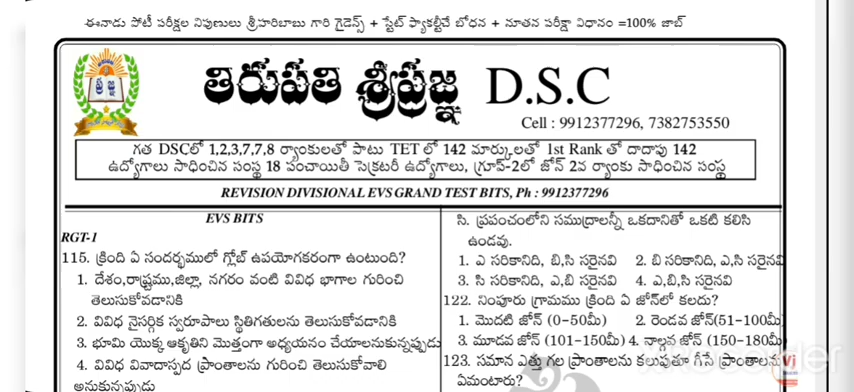 ఈనాడు పోటీ పరీక్షల నిపుణులు శ్రీహరిబాబు గారి గైడెన్స్ + స్టేట్ ఫ్యాకల్టీచే బోధన + నూతన పరీక్షా విధానం =100% జాబ్
తిరుపతి శ్రీప్రజ్ఞ D.S.C
Cell : 9912377296, 7382753550
గత DSCలో 1,2,3,7,7,8 ర్యాంకులతో పాటు TET లో 142 మార్కులతో 1st Rank తో దాదాపు 142
ఉద్యోగాలు సాధించిన సంస్థ 18 పంచాయితీ సెక్రటరీ ఉద్యోగాలు, గ్రూప్-2లో జోన్ 2వ ర్యాంకు సాధించిన సంస్థ
REVISION DIVISIONAL EVS GRAND TEST BITS, Ph : 9912377296
EVS BITS
RGT-1
115. క్రింది ఏ సందర్భములో గ్లోబ్ ఉపయోగకరంగా ఉంటుంది?
1. దేశం,రాష్ట్రము,జిల్లా, నగరం వంటి వివిధ భాగాల గురించి
తెలుసుకోవడానికి
2. వివిధ నైసర్గిక స్వరూపాలు స్థితిగతులను తెలుసుకోవడానికి
3. భూమి యొక్క ఆకృతిని మొత్తంగా అధ్యయనం చేయాలనుకున్నప్పుడు
4. వివిధ వివాదాస్పద ప్రాంతాలను గురించి తెలుసుకోవాలి
అనుకున్నపుడు
సి. ప్రపంచంలోని సముద్రాలన్నీ ఒకదానితో ఒకటి కలిసి
ఉండవు.
1. ఎ సరికానిది, బి,సి సరైనవి 2. బి సరికానిది, ఎ,సి సరైనవి
3. సి సరికానిది, ఎ,బి సరైనవి 4. ఎ,బి,సి సరైనవి
122. నింపూరు గ్రామము క్రింది ఏ జోన్‌లో కలదు?
1. మొదటి జోన్ (0-50మీ) 2. రెండవ జోన్(51-100మీ)
3. మూడవ జోన్ (101-150మీ) 4. నాల్గవ జోన్ (150-180మీ)
123. సమాన ఎత్తు గల ప్రాంతాలను కలుపుతూ గీసే ప్రాంతాలను
ఏమంటారు?